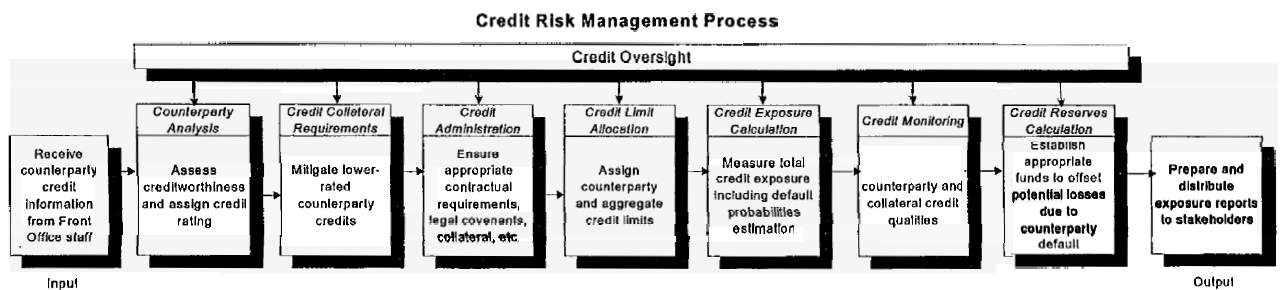 Credit Risk Management Process
Credit Oversight
Receive
counterparty
credit
information
from Front
Office staff
Input
Counterparty
Analysis
Assess
creditworthiness
and assign credit
rating
Credit Collateral
Requirements
Mitigate lower-
rated
counterparty
credits
Credit
Administration
Ensure
appropriate
contractual
requirements,
legal covenants,
collateral, etc
Credit Limit
Allocation
Assign
counterparty
and aggregate
credit limits
Credit Exposure
Calculation
Measure total
credit exposure
including default
probabilities
estimation
Credit Monitoring
counterparty and
collateral credit
qualities
Credit Reserves
Calculation
Establish
appropriate
funds to offset
potential losses
due to
counterparty
default
Prepare and
distribute
exposure reports
to stakeholders
Output